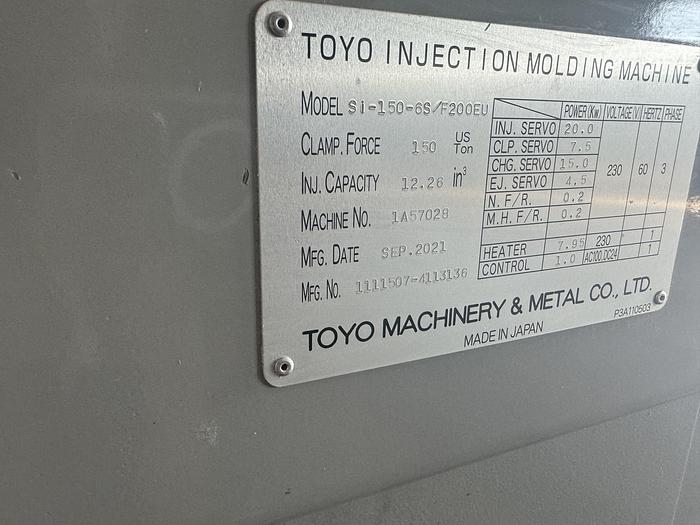 TOYO INJECTION MOLDING MACHINE
MODEL Si-150-6S/F200EU
CLAMP. FORCE 150 US Ton
INJ. CAPACITY 12.26 in³
MACHINE No. 1A57028
MFG. DATE SEP.2021
MFG. No. 1111507-4113136
POWER(Kw) VOLTAGE(V) HERTZ PHASE
INJ. SERVO 20.0
CLP. SERVO 7.5
CHG. SERVO 15.0 230 60 3
EJ. SERVO 4.5
N. F/R. 0.2
M.H. F/R. 0.2
HEATER 7.95 230 1
CONTROL 1.0 AC100,DC24 1
TOYO MACHINERY & METAL CO., LTD.
MADE IN JAPAN
P3A110503